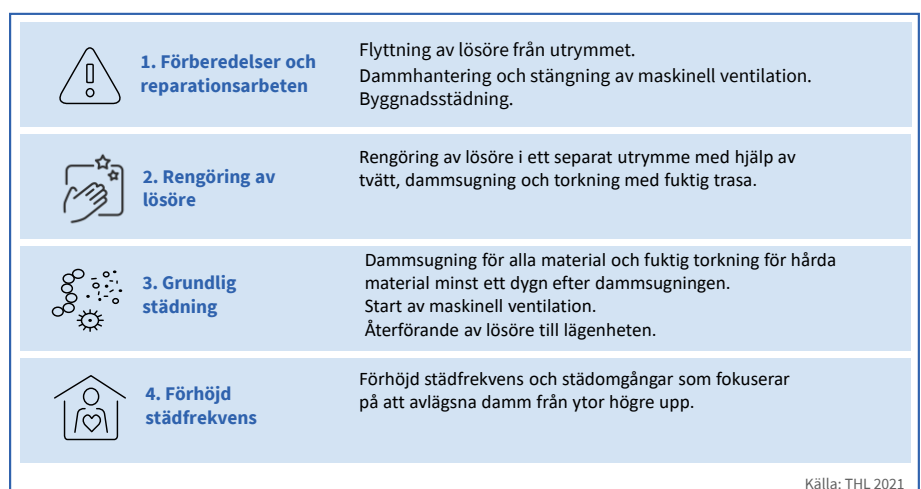 1. Förberedelser och
reparationsarbeten
Flyttning av lösöre från utrymmet.
Dammhantering och stängning av maskinell ventilation.
Byggnadsstädning.
2. Rengöring av
lösöre
Rengöring av lösöre i ett separat utrymme med hjälp av
tvätt, dammsugning och torkning med fuktig trasa.
3. Grundlig
städning
Dammsugning för alla material och fuktig torkning för hårda
material minst ett dygn efter dammsugningen.
Start av maskinell ventilation.
Återförande av lösöre till lägenheten.
4. Förhöjd
städfrekvens
Förhöjd städfrekvens och städomgångar som fokuserar
på att avlägsna damm från ytor högre upp.
Källa: THL 2021